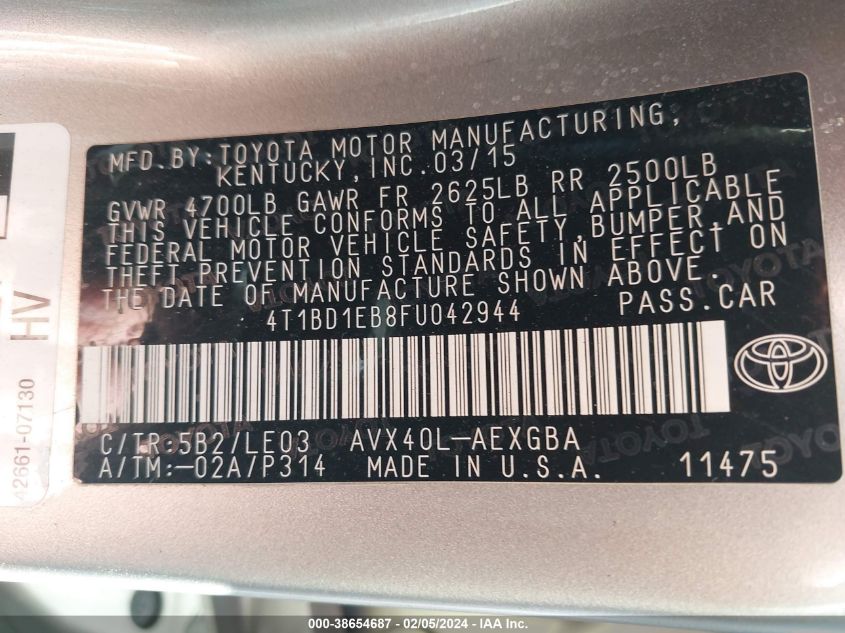 MFD.BY:TOYOTA MOTOR MANUFACTURING,
KENTUCKY,INC.03/15
GVWR 4700LB GAWR FR 2625LB RR 2500LB
THIS VEHICLE CONFORMS TO ALL APPLICABLE
FEDERAL MOTOR VEHICLE SAFETY,BUMPER,AND
THEFT PREVENTION STANDARDS IN EFFECT ON
THE DATE OF MANUFACTURE SHOWN ABOVE.
4T1BD1EB8FU042944 PASS.CAR
C/TR:5B2/LE03 AVX40L-AEXGBA
A/TM:-02A/P314 MADE IN U.S.A. 11475
HV
42661-07130
000-38654687 - 02/05/2024 - IAA Inc.